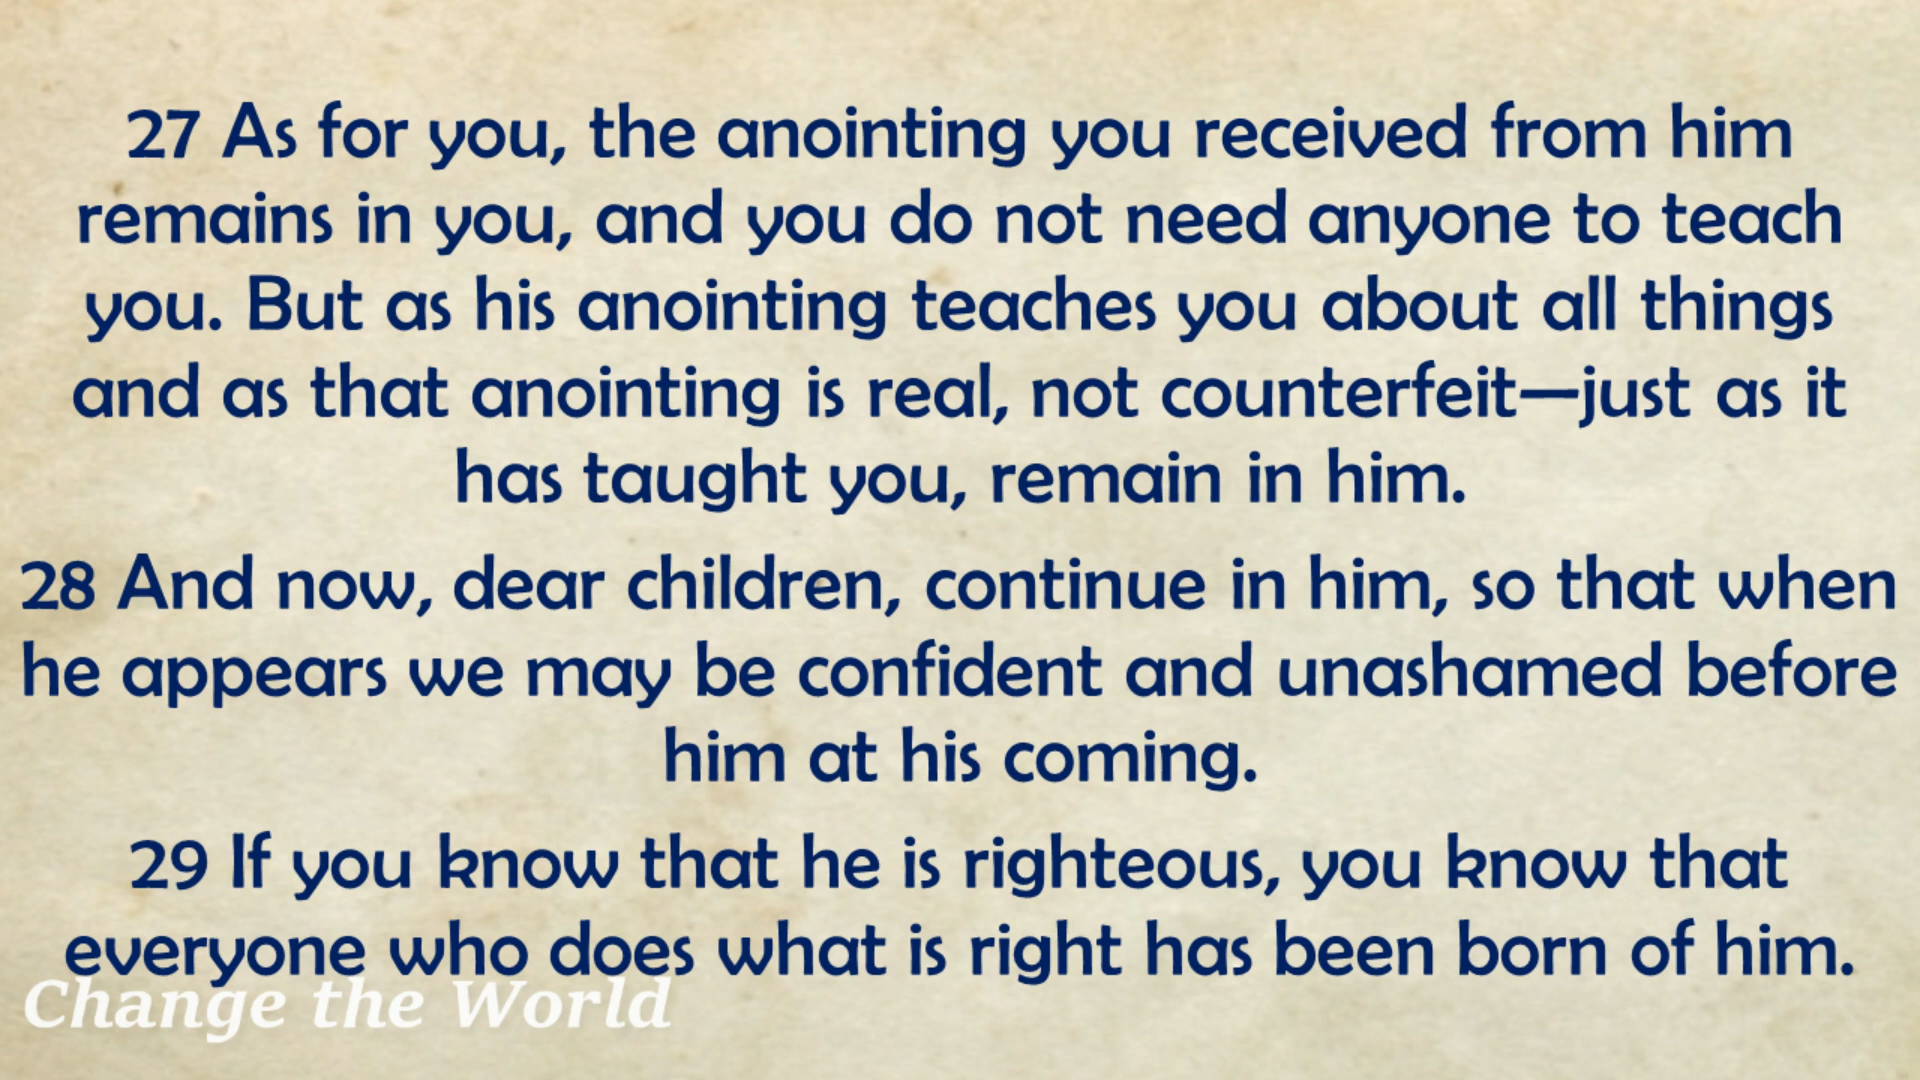 27 As for you, the anointing you received from him
remains in you, and you do not need anyone to teach
you. But as his anointing teaches you about all things
and as that anointing is real, not counterfeit—just as it
has taught you, remain in him.
28 And now, dear children, continue in him, so that when
he appears we may be confident and unashamed before
him at his coming.
29 If you know that he is righteous, you know that
everyone who does what is right has been born of him.
Change the World